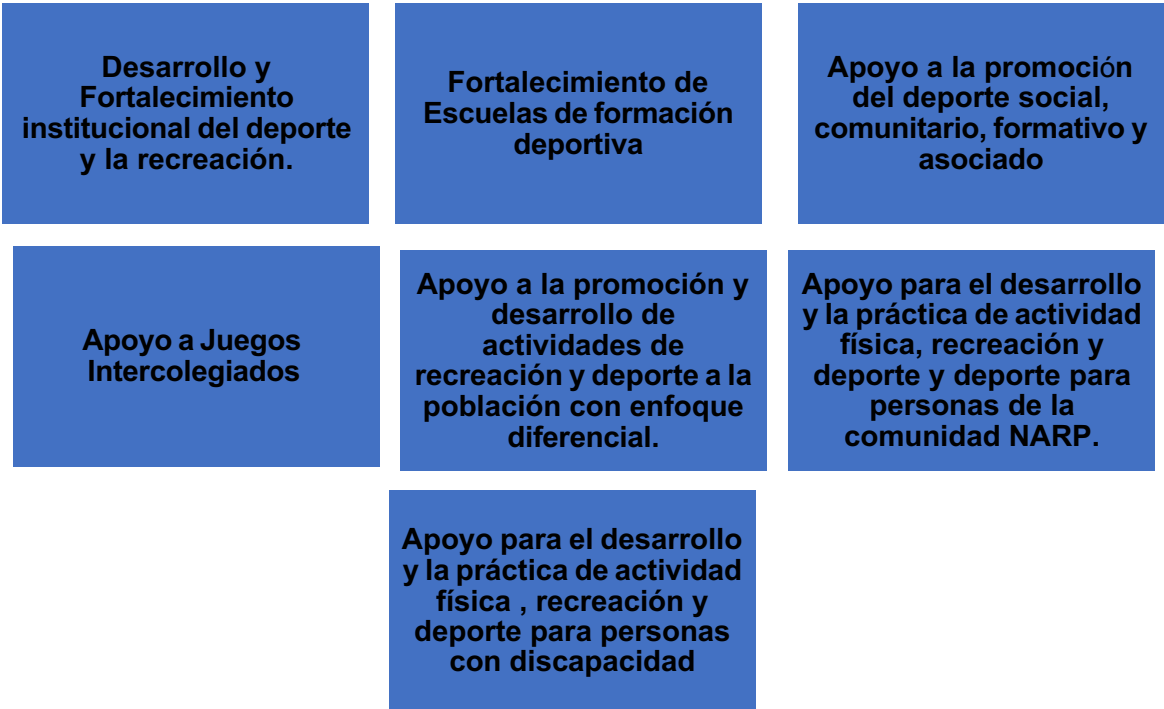 Desarrollo y
Fortalecimiento
institucional del deporte
y la recreación.
Fortalecimiento de
Escuelas de formación
deportiva
Apoyo a la promoción
del deporte social,
comunitario, formativo y
asociado
Apoyo a Juegos
Intercolegiados
Apoyo a la promoción y
desarrollo de
actividades de
recreación y deporte a la
población con enfoque
diferencial.
Apoyo para el desarrollo
y la práctica de actividad
física, recreación y
deporte y deporte para
personas de la
comunidad NARP.
Apoyo para el desarrollo
y la práctica de actividad
física , recreación y
deporte para personas
con discapacidad